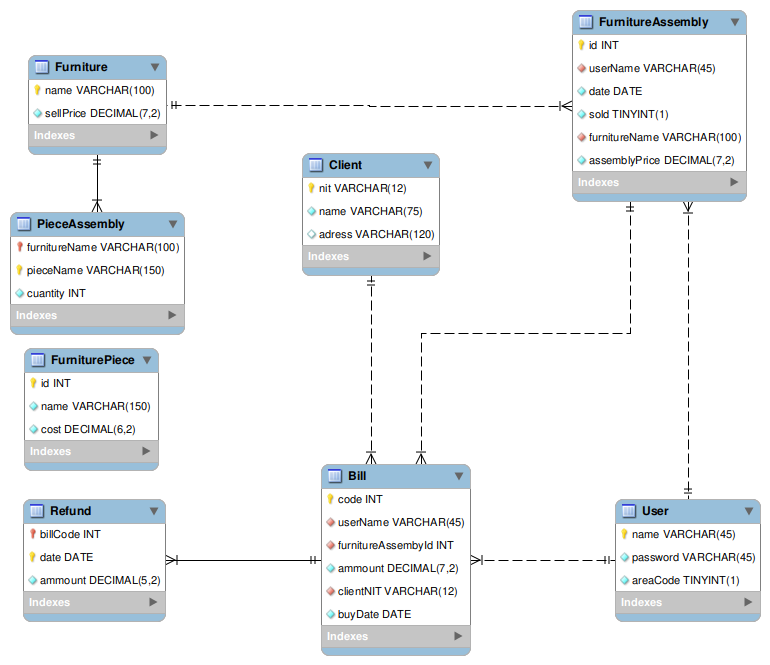 FurnitureAssembly
id INT
userName VARCHAR(45)
date DATE
sold TINYINT(1)
furnitureName VARCHAR(100)
assemblyPrice DECIMAL(7,2)
Indexes
Furniture
name VARCHAR(100)
sellPrice DECIMAL(7,2)
Indexes
Client
nit VARCHAR(12)
name VARCHAR(75)
adress VARCHAR(120)
Indexes
PieceAssembly
furnitureName VARCHAR(100)
pieceName VARCHAR(150)
cuantity INT
Indexes
FurniturePiece
id INT
name VARCHAR(150)
cost DECIMAL(6,2)
Indexes
Bill
code INT
userName VARCHAR(45)
furnitureAssembyId INT
ammount DECIMAL(7,2)
clientNIT VARCHAR(12)
buyDate DATE
Indexes
Refund
billCode INT
date DATE
ammount DECIMAL(5,2)
Indexes
User
name VARCHAR(45)
password VARCHAR(45)
areaCode TINYINT(1)
Indexes